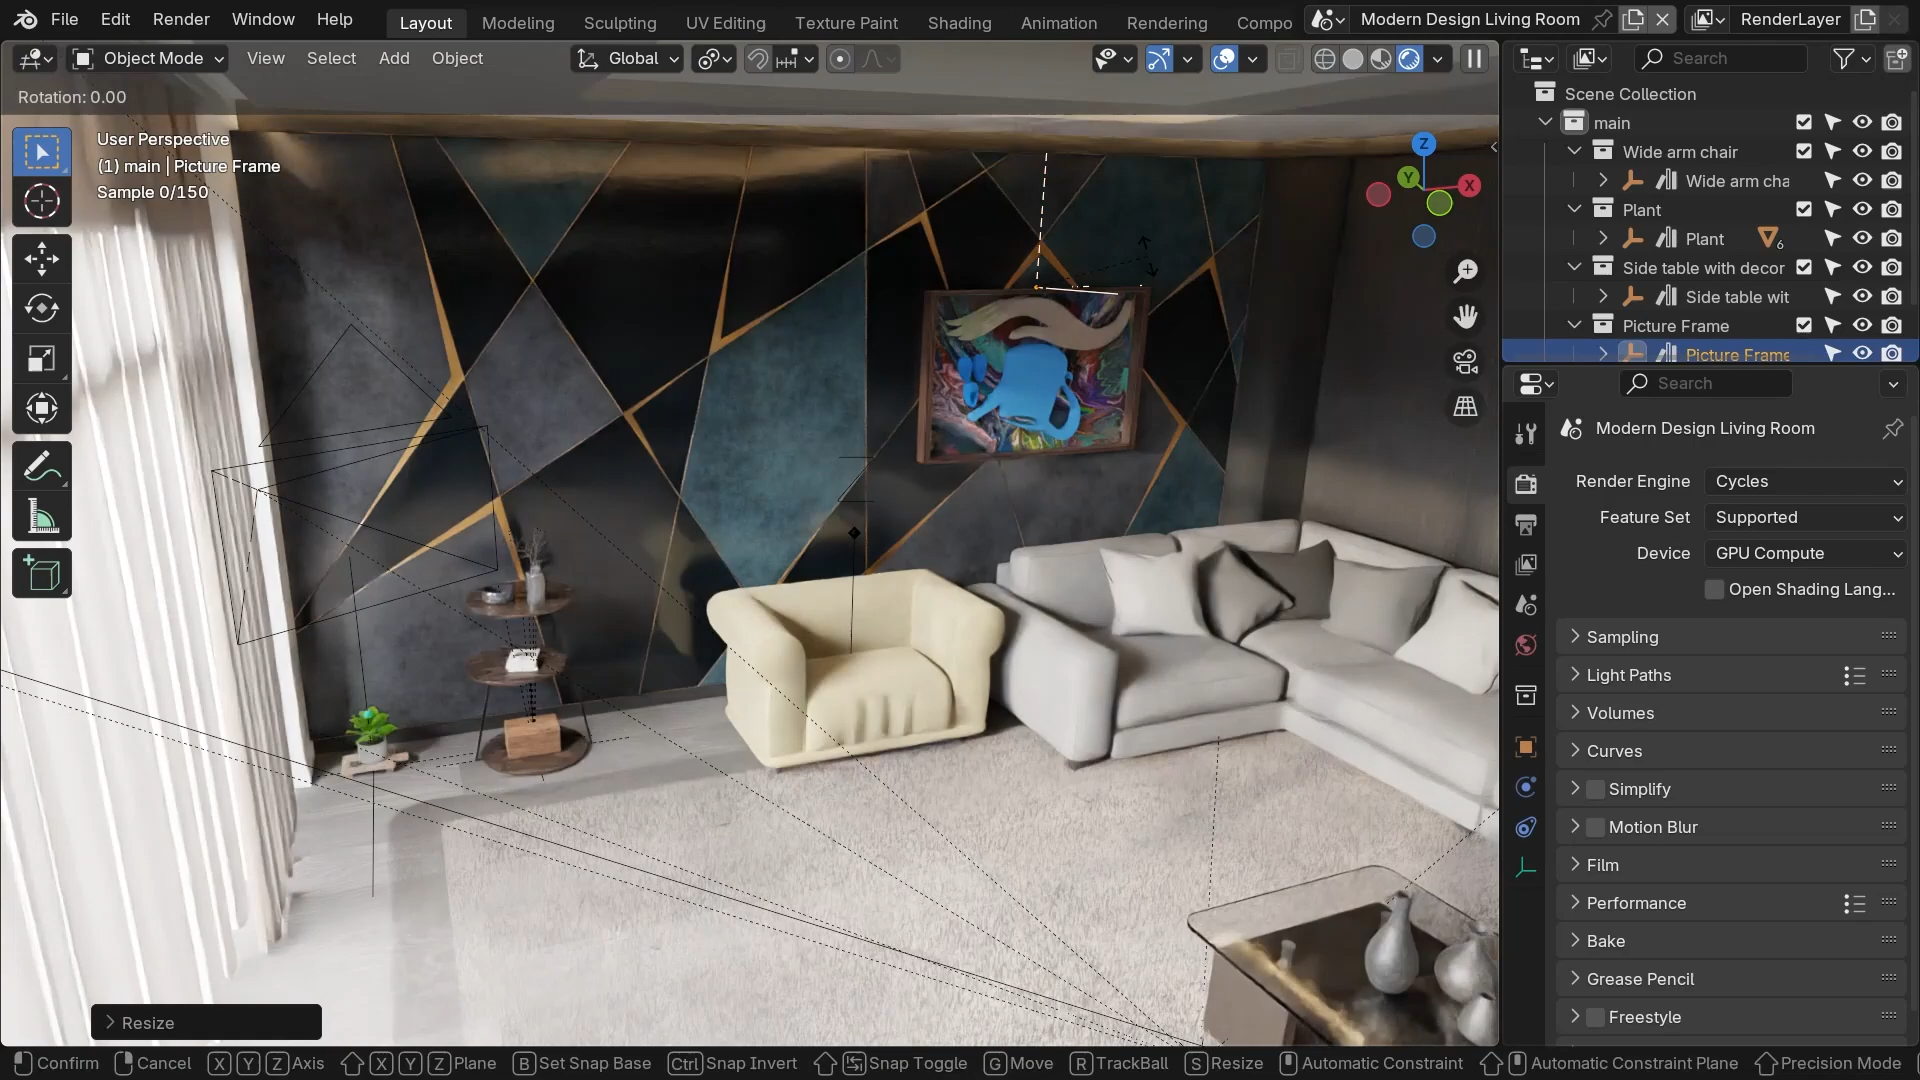 File Edit Render Window Help
Layout Modeling Sculpting UV Editing Texture Paint Shading Animation Rendering Compo
Modern Design Living Room
RenderLayer
Object Mode View Select Add Object
Global
Search
Rotation: 0.00
User Perspective
(1) main | Picture Frame
Sample 0/150
Z
Y
X
Scene Collection
main
Wide arm chair
Wide arm cha
Plant
Plant 6
Side table with decor
Side table wit
Picture Frame
Picture Frame
Search
Modern Design Living Room
Render Engine Cycles
Feature Set Supported
Device GPU Compute
Open Shading Lang...
Sampling
Light Paths
Volumes
Curves
Simplify
Motion Blur
Film
Performance
Bake
Grease Pencil
Freestyle
Resize
Confirm Cancel X Y Z Axis X Y Z Plane B Set Snap Base Ctrl Snap Invert Snap Toggle G Move R TrackBall S Resize Automatic Constraint Automatic Constraint Plane Precision Mode